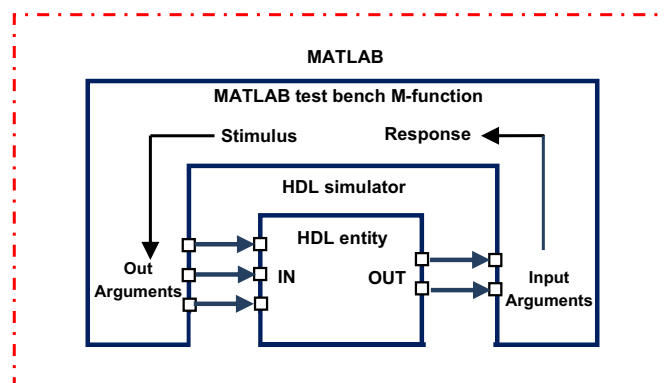 MATLAB
MATLAB test bench M-function
Stimulus
Response
HDL simulator
HDL entity
Out
Arguments
IN
OUT
Input
Arguments